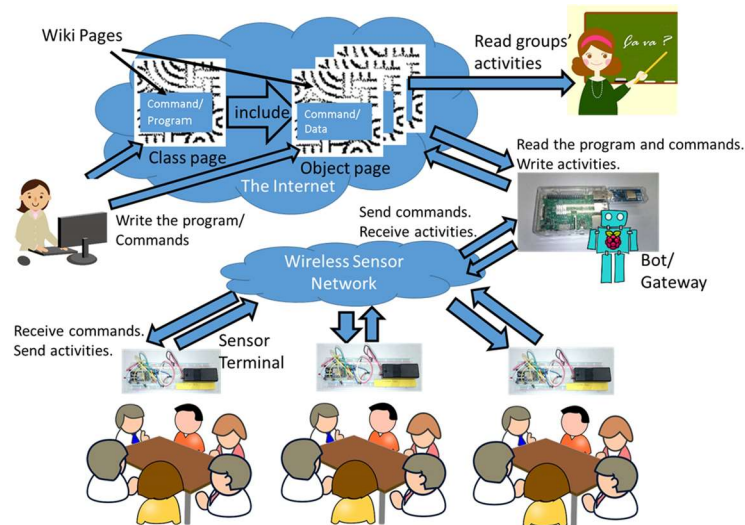 Wiki Pages
Command/
Program
Class page
include
Command/
Data
Object page
The Internet
Read groups'
activities
Ça va ?
Read the program and commands.
Write activities.
Write the program/
Commands
Send commands.
Receive activities.
Bot/
Gateway
Wireless Sensor
Network
Receive commands.
Send activities.
Sensor
Terminal